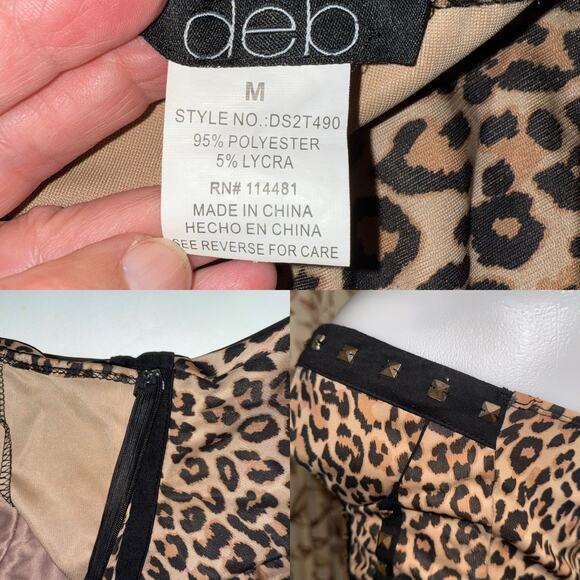 deb
M
STYLE NO.:DS2T490
95% POLYESTER
5% LYCRA
RN# 114481
MADE IN CHINA
HECHO EN CHINA
SEE REVERSE FOR CARE